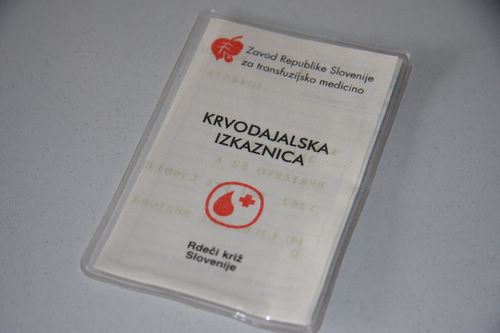 Zavod Republike Slovenije
za transfuzijsko medicino
KRVODAJALSKA
IZKAZNICA
Rdeči križ
Slovenije